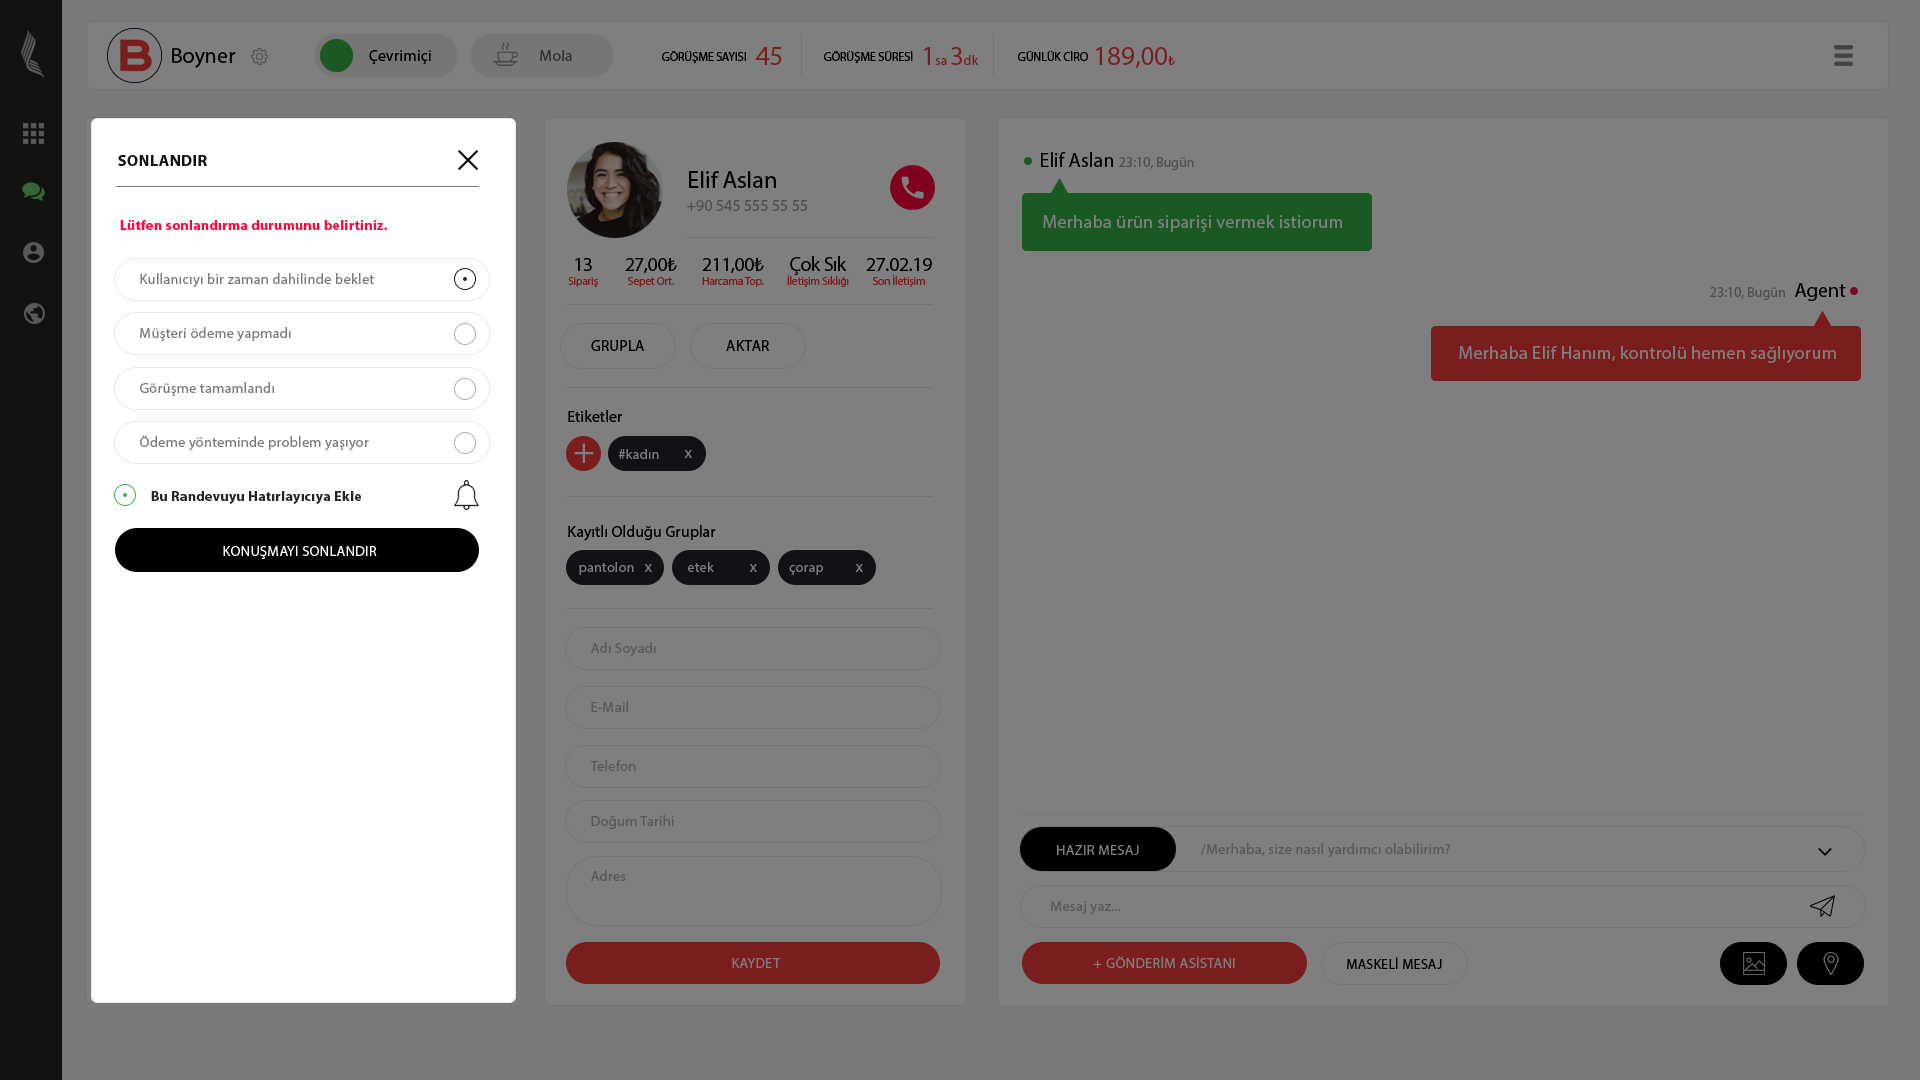 B Boyner
Çevrimiçi
Mola
GÖRÜŞME SAYISI 45
GÖRÜŞME SÜRESİ 1sa 3dk
GÜNLÜK CİRO 189,00₺
SONLANDIR
Lütfen sonlandırma durumunu belirtiniz.
Kullanıcıyı bir zaman dahilinde beklet
Müşteri ödeme yapmadı
Görüşme tamamlandı
Ödeme yönteminde problem yaşıyor
Bu Randevuyu Hatırlayıcıya Ekle
KONUŞMAYI SONLANDIR
Elif Aslan
+90 545 555 55 55
13 27,00₺ 211,00₺ Çok Sık 27.02.19
Sipariş Sepet Ort. Harcama Top. İletişim Sıklığı Son İletişim
GRUPLA AKTAR
Etiketler
#kadın x
Kayıtlı Olduğu Gruplar
pantolon x etek x çorap x
Adı Soyadı
E-Mail
Telefon
Doğum Tarihi
Adres
KAYDET
Elif Aslan 23:10, Bugün
Merhaba ürün siparişi vermek istiorum
23:10, Bugün Agent
Merhaba Elif Hanım, kontrolü hemen sağlıyorum
HAZIR MESAJ /Merhaba, size nasıl yardımcı olabilirim?
Mesaj yaz...
+ GÖNDERİM ASİSTANI MASKELİ MESAJ